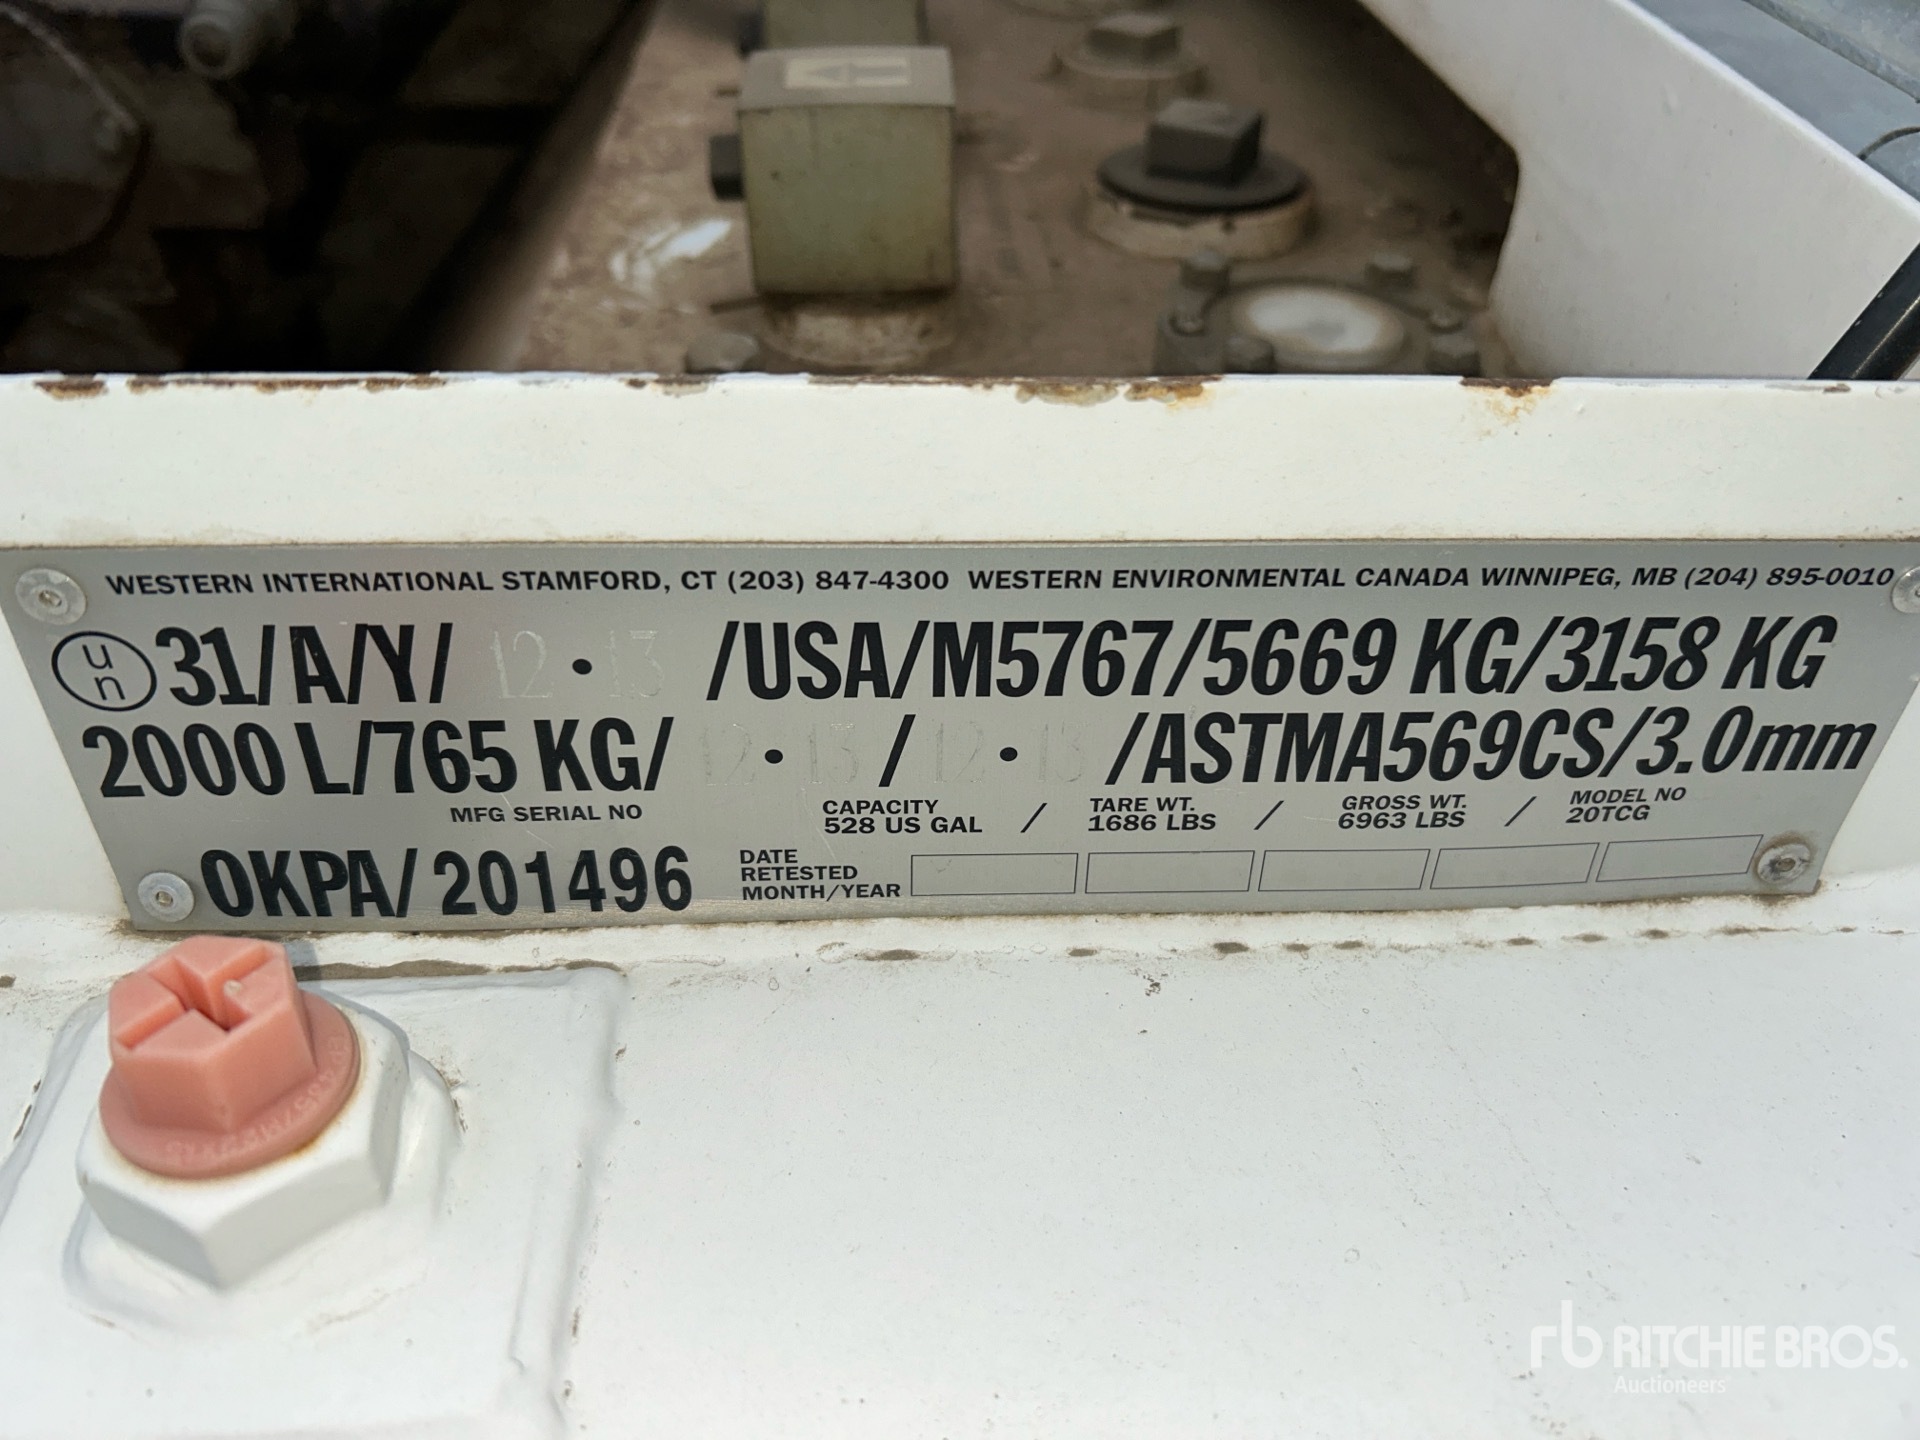 WESTERN INTERNATIONAL STAMFORD, CT (203) 847-4300 WESTERN ENVIRONMENTAL CANADA WINNIPEG, MB (204) 895-0010
un 31/A/Y/ 12 • 13 /USA/M5767/5669 KG/3158 KG
2000 L/765 KG/ 12 • 13 / 12 • 13 /ASTMA569CS/3.0mm
MFG SERIAL NO
CAPACITY / TARE WT. / GROSS WT. / MODEL NO
528 US GAL 1686 LBS 6963 LBS 20TCG
OKPA/201496
DATE
RETESTED
MONTH/YEAR
rb RITCHIE BROS.
Auctioneers